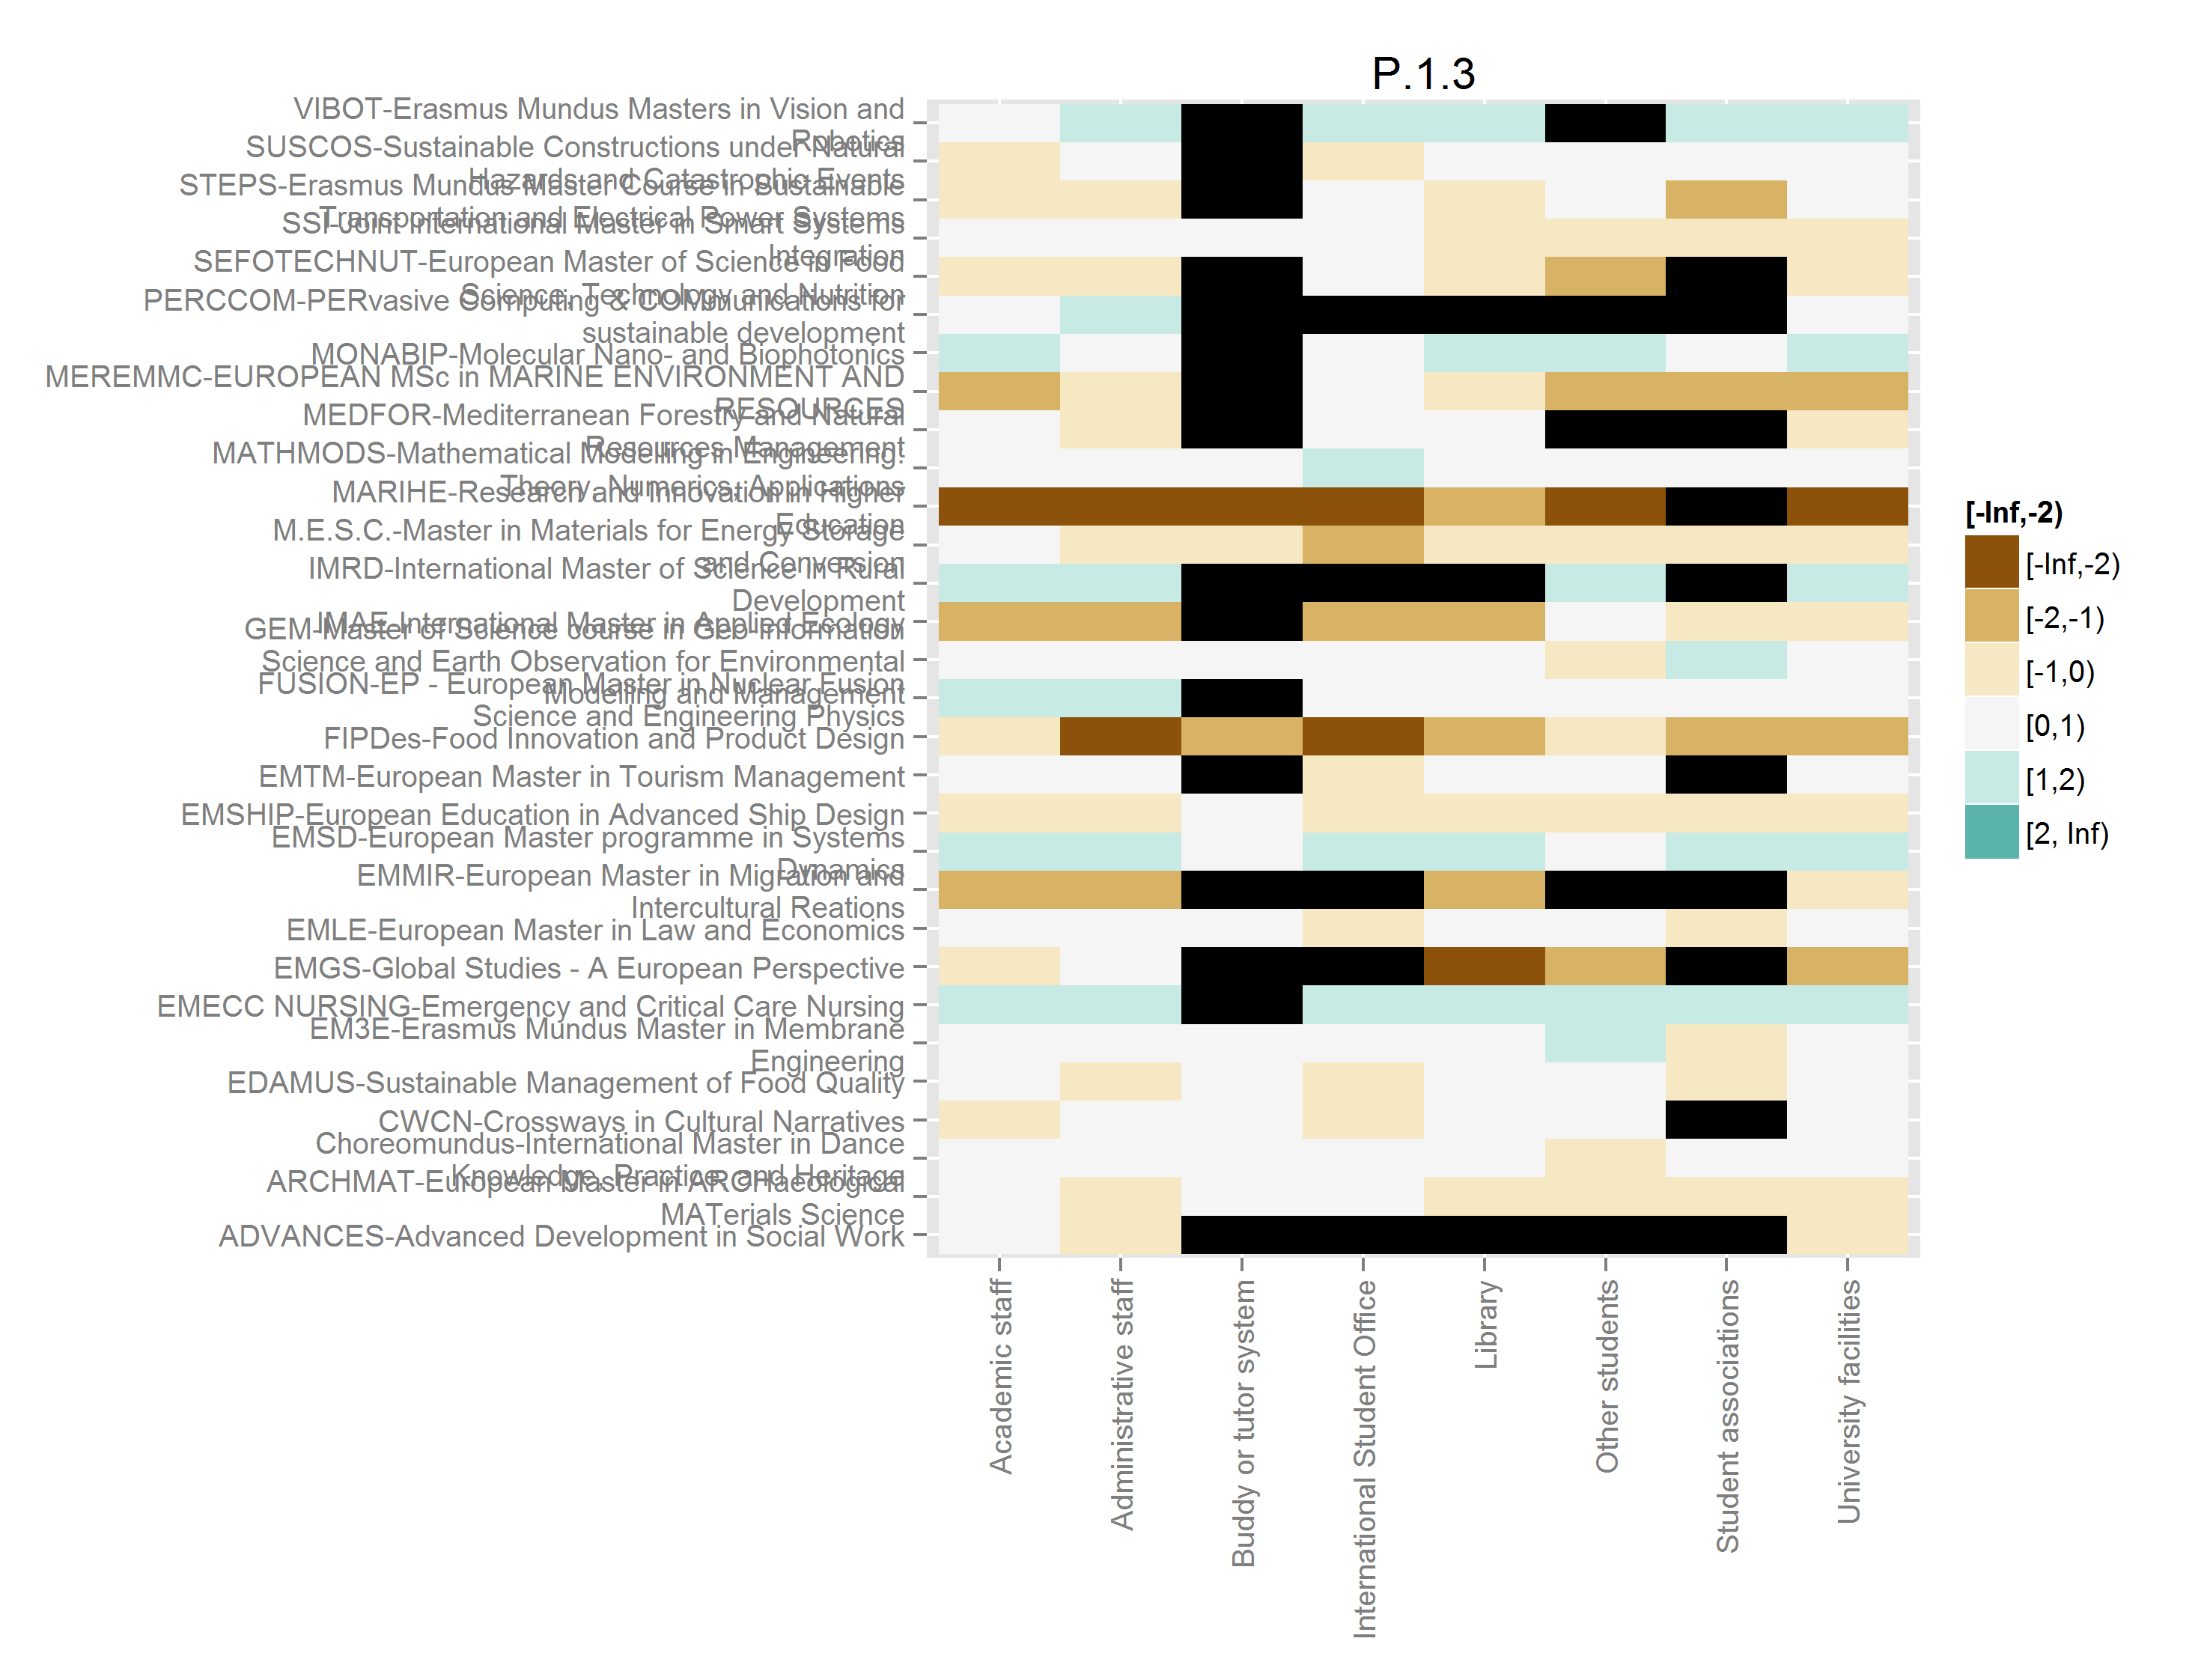 P.1.3
VIBOT-Erasmus Mundus Masters in Vision and
Robotics
SUSCOS-Sustainable Constructions under Natural
Hazards and Catastrophic Events
STEPS-Erasmus Mundus Master Course in Sustainable
Transportation and Electrical Power Systems
SSI-Joint International Master in Smart Systems
Integration
SEFOTECHNUT-European Master of Science in Food
Science, Technology and Nutrition
PERCCOM-PERvasive Computing & COMmunications for
sustainable development
MONABIP-Molecular Nano- and Biophotonics
MEREMMC-EUROPEAN MSc in MARINE ENVIRONMENT AND
RESOURCES
MEDFOR-Mediterranean Forestry and Natural
Resources Management
MATHMODS-Mathematical Modelling in Engineering:
Theory, Numerics, Applications
MARIHE-Research and Innovation in Higher
Education
M.E.S.C.-Master in Materials for Energy Storage
and Conversion
IMRD-International Master of Science in Rural
Development
IMAE-International Master in Applied Ecology
GEM-Master of Science course in Geo-information
Science and Earth Observation for Environmental
Modelling and Management
FUSION-EP - European Master in Nuclear Fusion
Science and Engineering Physics
FIPDes-Food Innovation and Product Design
EMTM-European Master in Tourism Management
EMSHIP-European Education in Advanced Ship Design
EMSD-European Master programme in Systems
Dynamics
EMMIR-European Master in Migration and
Intercultural Reations
EMLE-European Master in Law and Economics
EMGS-Global Studies - A European Perspective
EMECC NURSING-Emergency and Critical Care Nursing
EM3E-Erasmus Mundus Master in Membrane
Engineering
EDAMUS-Sustainable Management of Food Quality
CWCN-Crossways in Cultural Narratives
Choreomundus-International Master in Dance
Knowledge, Practice, and Heritage
ARCHMAT-European Master in ARCHaeological
MATerials Science
ADVANCES-Advanced Development in Social Work
Academic staff
Administrative staff
Buddy or tutor system
International Student Office
Library
Other students
Student associations
University facilities
[-Inf,-2)
[-Inf,-2)
[-2,-1)
[-1,0)
[0,1)
[1,2)
[2, Inf)